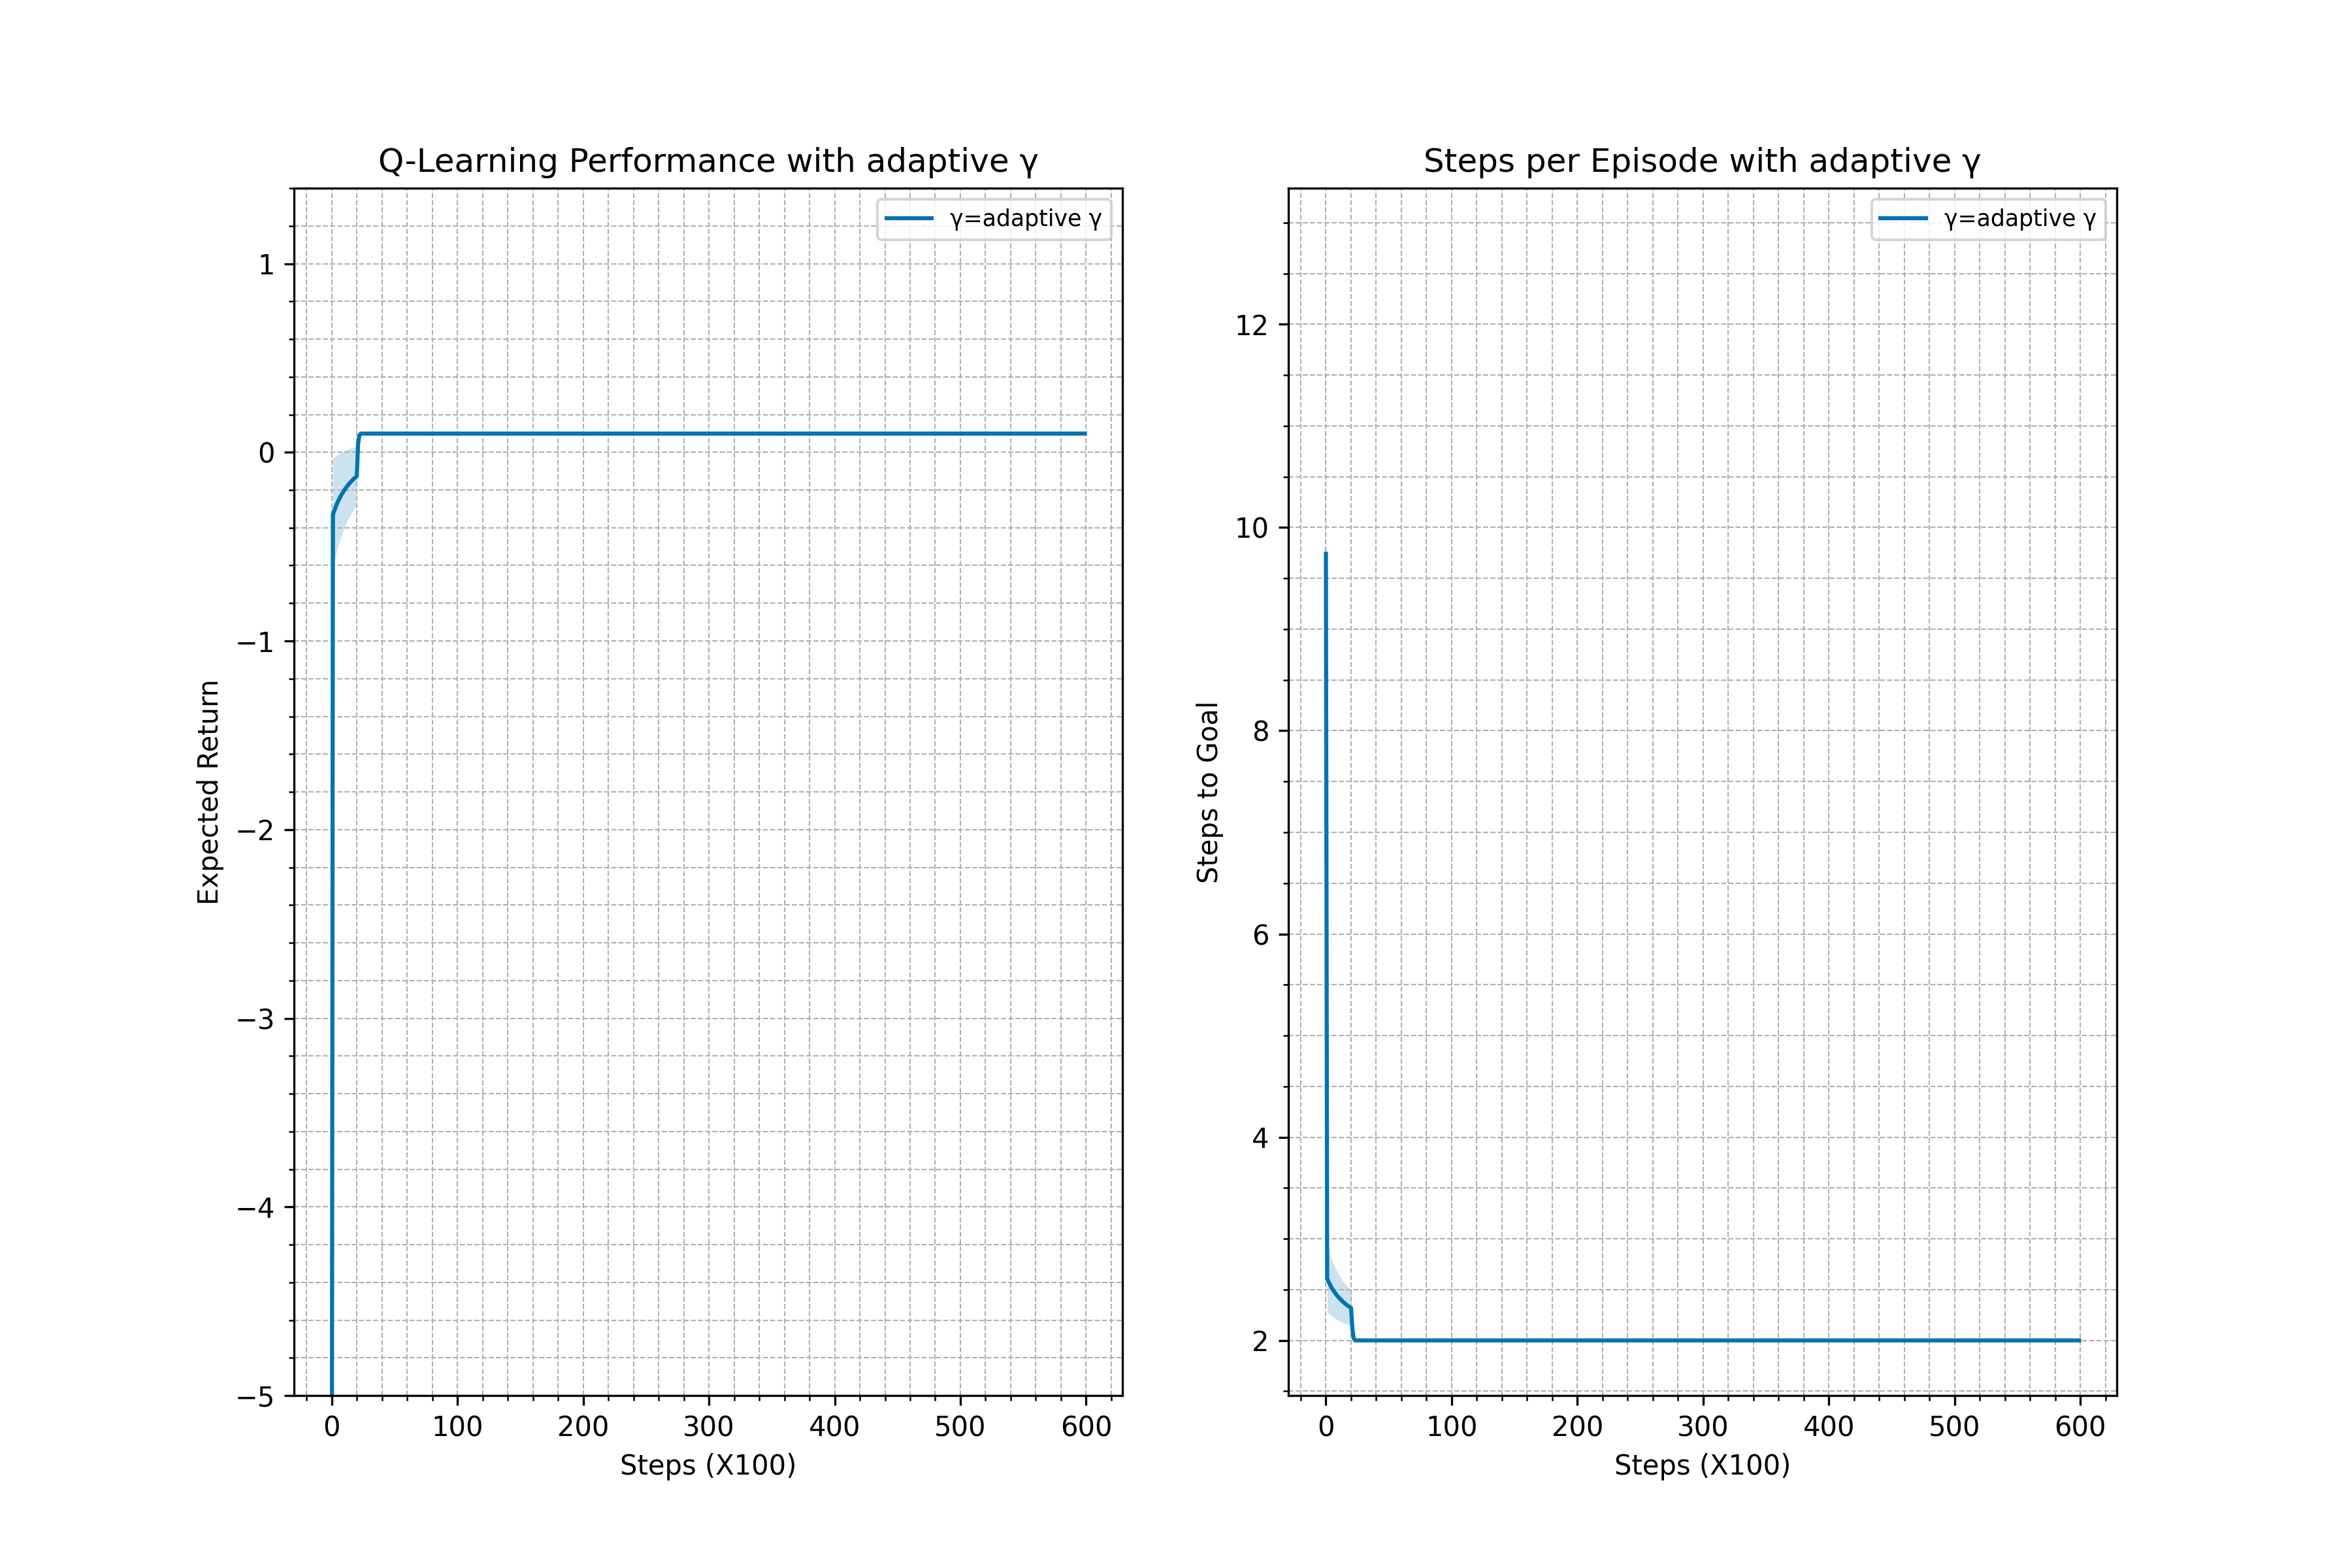 Q-Learning Performance with adaptive γ
γ=adaptive γ
1
0
−1
−2
−3
−4
−5
Expected Return
0 100 200 300 400 500 600
Steps (X100)
Steps per Episode with adaptive γ
γ=adaptive γ
12
10
8
6
4
2
Steps to Goal
0 100 200 300 400 500 600
Steps (X100)